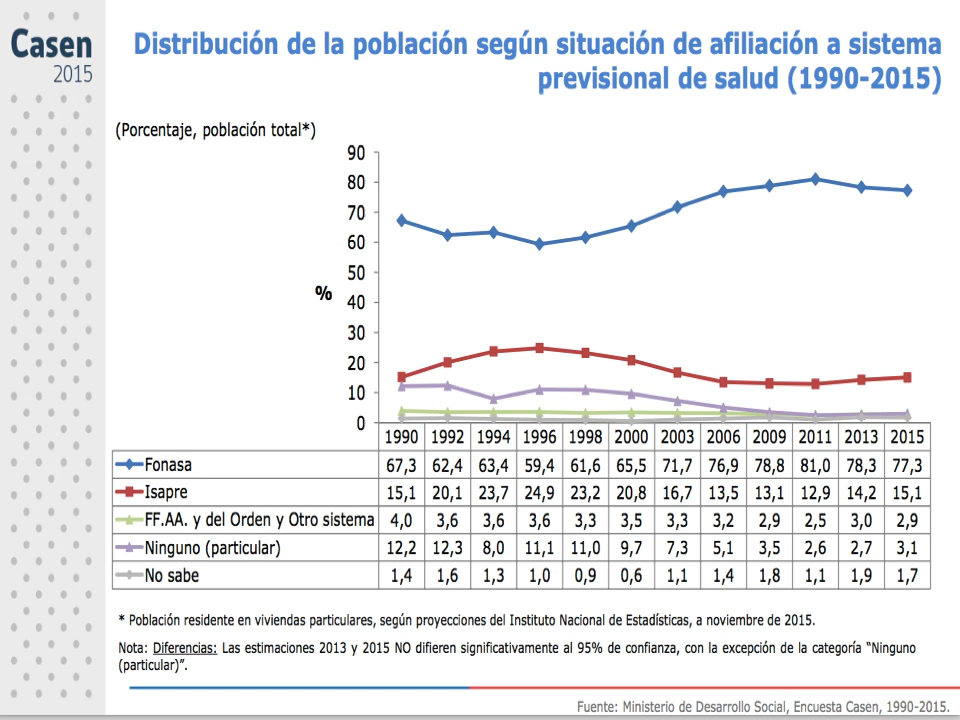 Casen
2015
Distribución de la población según situación de afiliación a sistema
previsional de salud (1990-2015)
(Porcentaje, población total*)
90
80
70
60
50
%
40
30
20
10
0
1990 1992 1994 1996 1998 2000 2003 2006 2009 2011 2013 2015
Fonasa 67,3 62,4 63,4 59,4 61,6 65,5 71,7 76,9 78,8 81,0 78,3 77,3
Isapre 15,1 20,1 23,7 24,9 23,2 20,8 16,7 13,5 13,1 12,9 14,2 15,1
FF.AA. y del Orden y Otro sistema 4,0 3,6 3,6 3,6 3,3 3,5 3,3 3,2 2,9 2,5 3,0 2,9
Ninguno (particular) 12,2 12,3 8,0 11,1 11,0 9,7 7,3 5,1 3,5 2,6 2,7 3,1
No sabe 1,4 1,6 1,3 1,0 0,9 0,6 1,1 1,4 1,8 1,1 1,9 1,7
* Población residente en viviendas particulares, según proyecciones del Instituto Nacional de Estadísticas, a noviembre de 2015.
Nota: Diferencias: Las estimaciones 2013 y 2015 NO difieren significativamente al 95% de confianza, con la excepción de la categoría “Ninguno
(particular)”.
Fuente: Ministerio de Desarrollo Social, Encuesta Casen, 1990-2015.